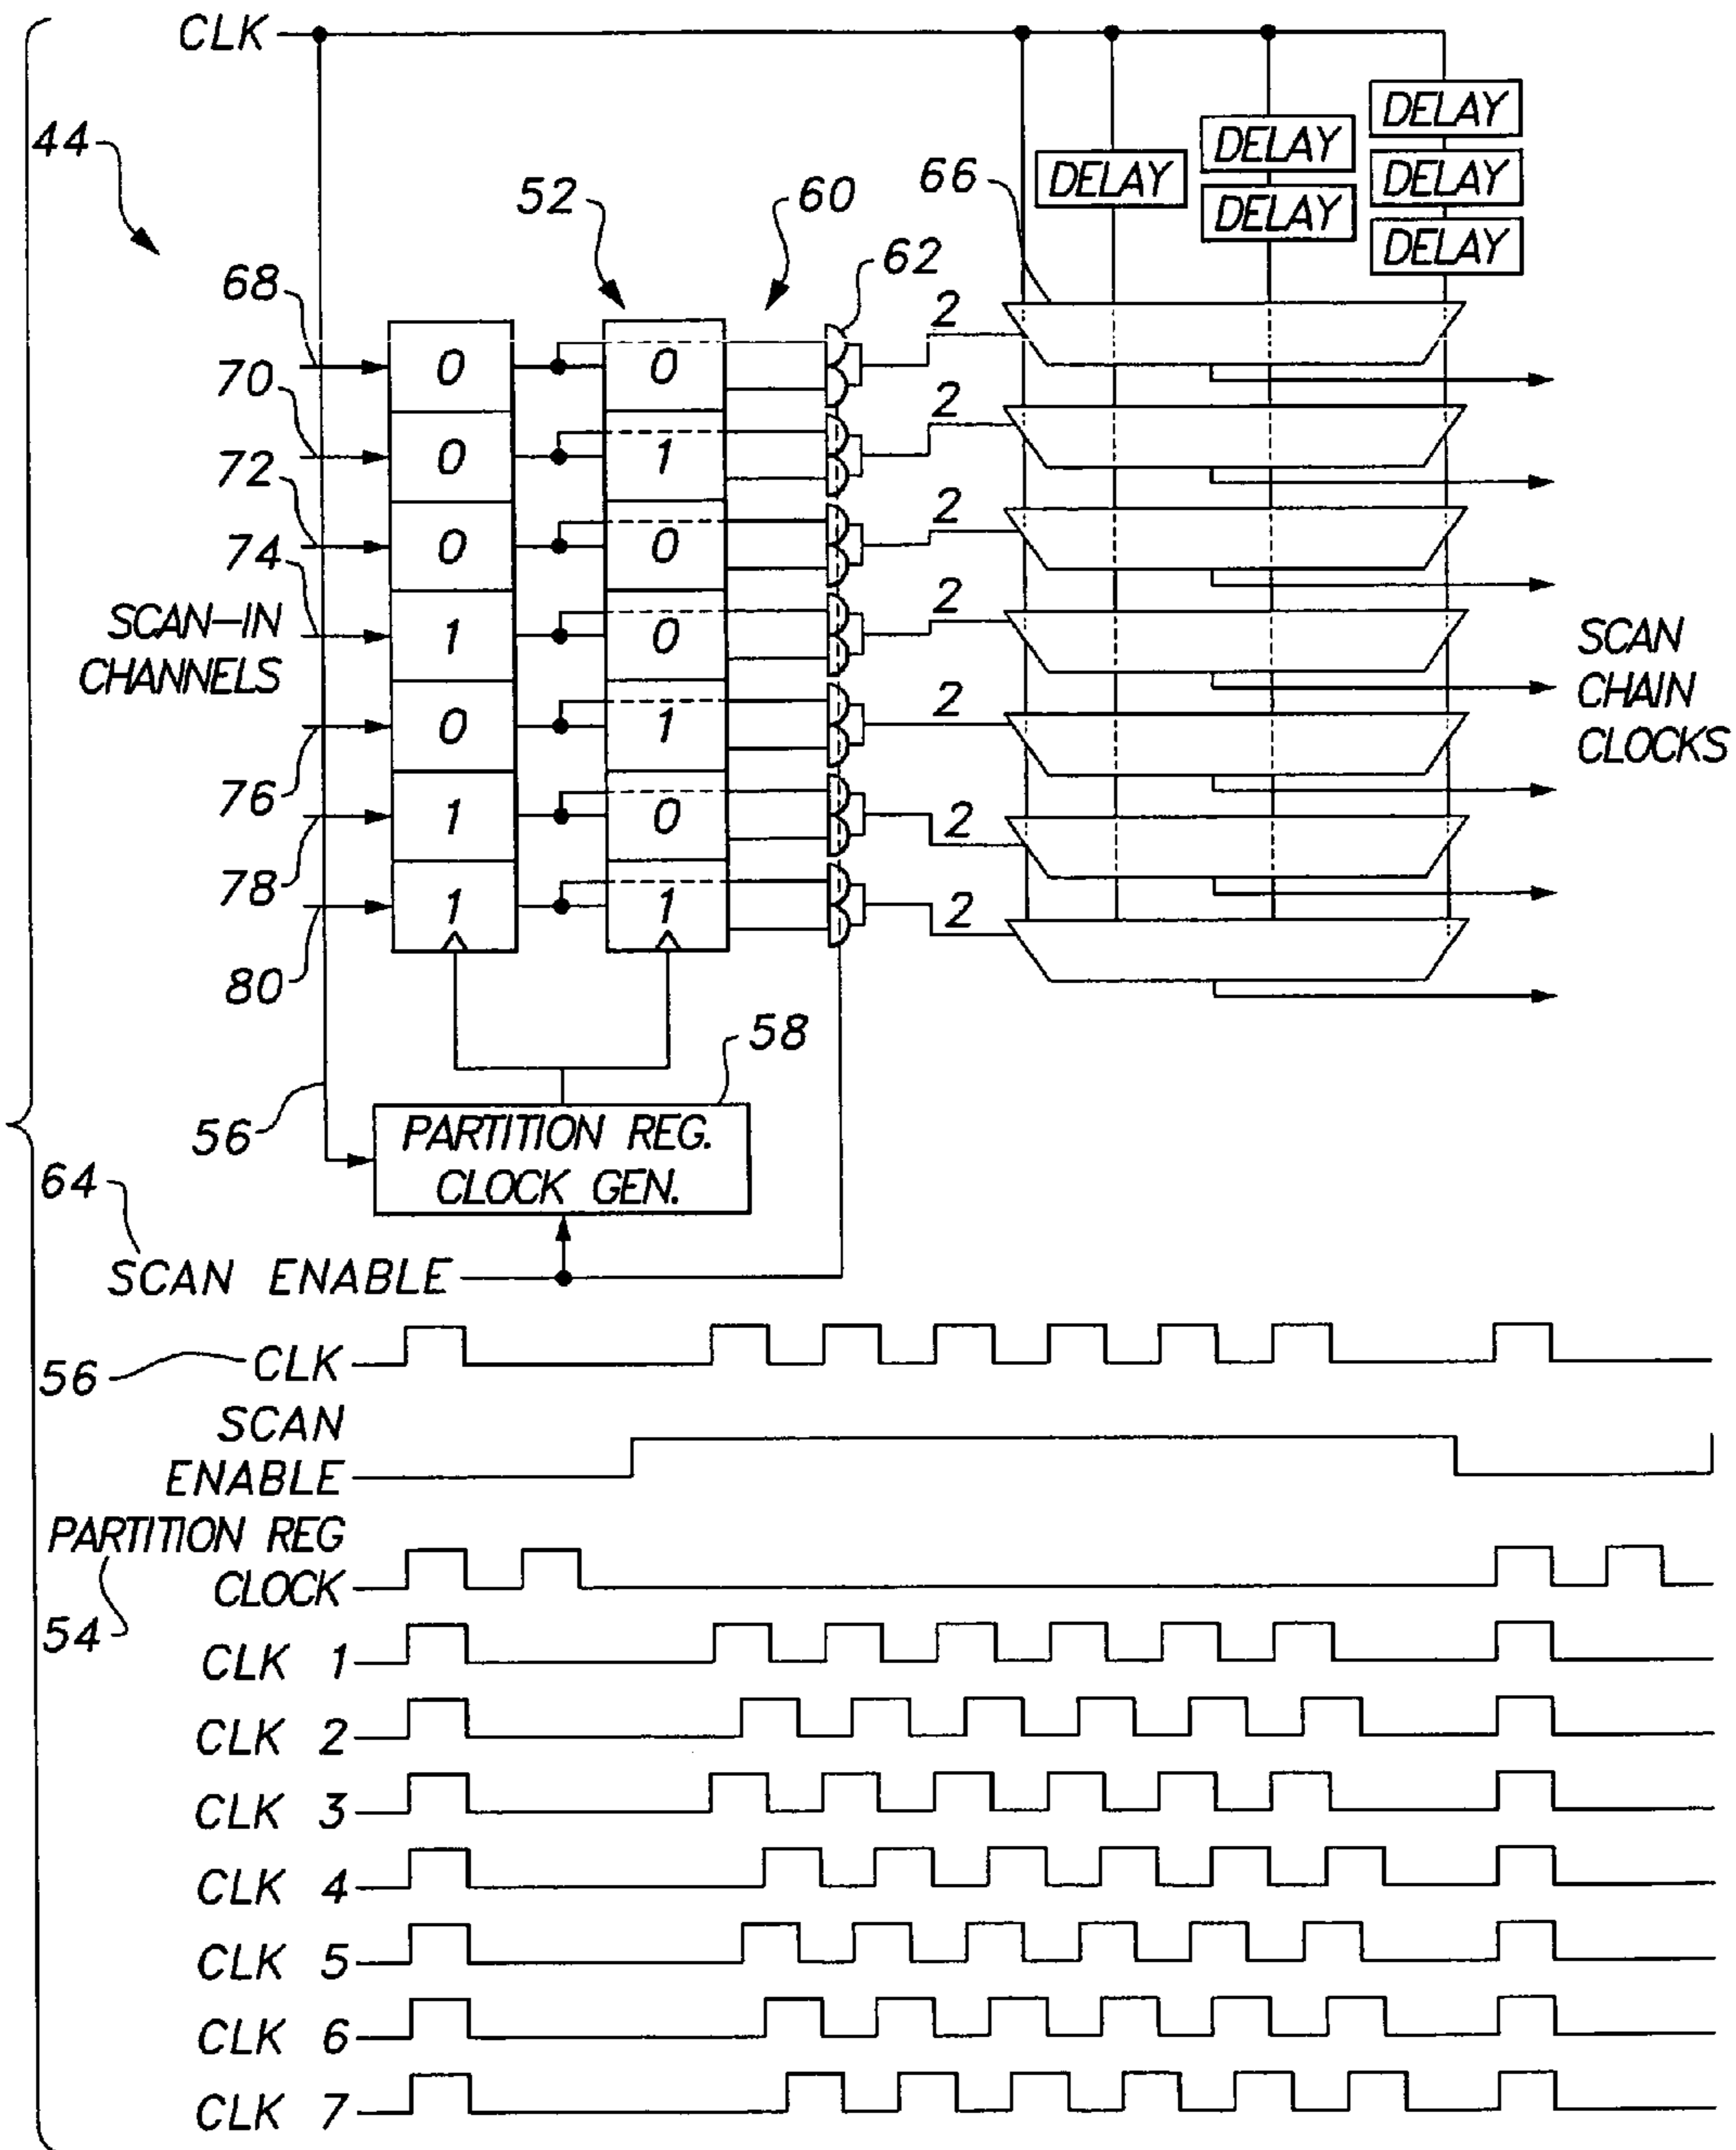 CLK
DELAY
DELAY
DELAY
DELAY
DELAY
DELAY
44
52
60
66
62
68
70
72
74
SCAN-IN
CHANNELS
76
78
80
0 0
0 1
0 0
1 0
0 1
1 0
1 1
2
2
2
2
2
2
2
SCAN
CHAIN
CLOCKS
58
56
PARTITION REG.
CLOCK GEN.
64
SCAN ENABLE
56
CLK
SCAN
ENABLE
PARTITION REG
CLOCK
54
CLK 1
CLK 2
CLK 3
CLK 4
CLK 5
CLK 6
CLK 7